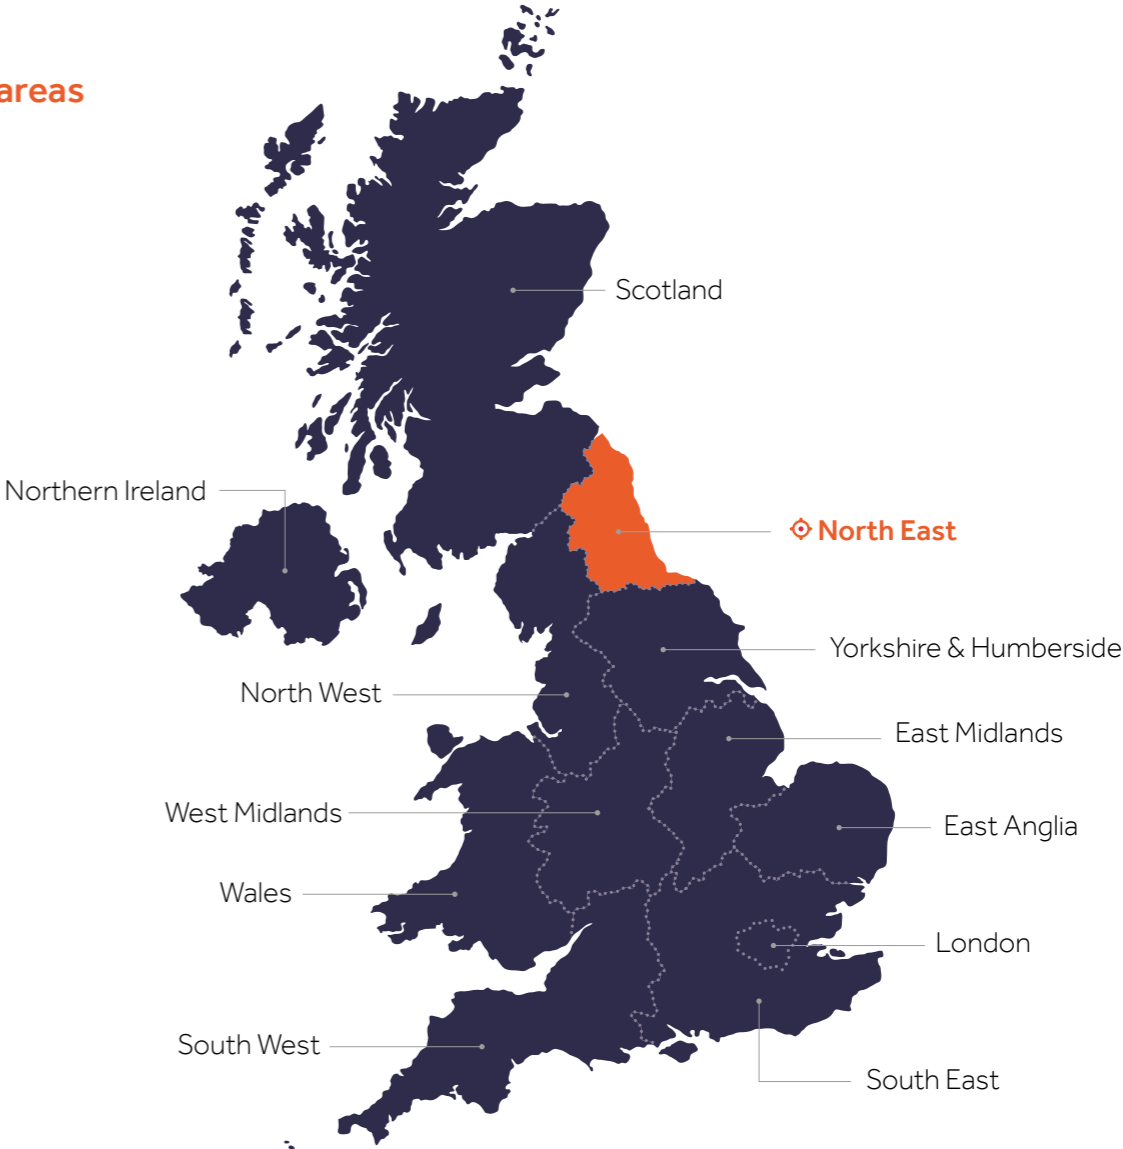 areas
Scotland
Northern Ireland
North East
Yorkshire & Humberside
North West
East Midlands
West Midlands
East Anglia
Wales
London
South West
South East